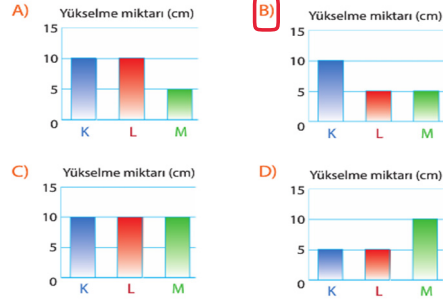 A) Yükselme miktarı (cm)
15
10
5
0
K L M
B) Yükselme miktarı (cm)
15
10
5
0
K L M
C) Yükselme miktarı (cm)
15
10
5
0
K L M
D) Yükselme miktarı (cm)
15
10
5
0
K L M